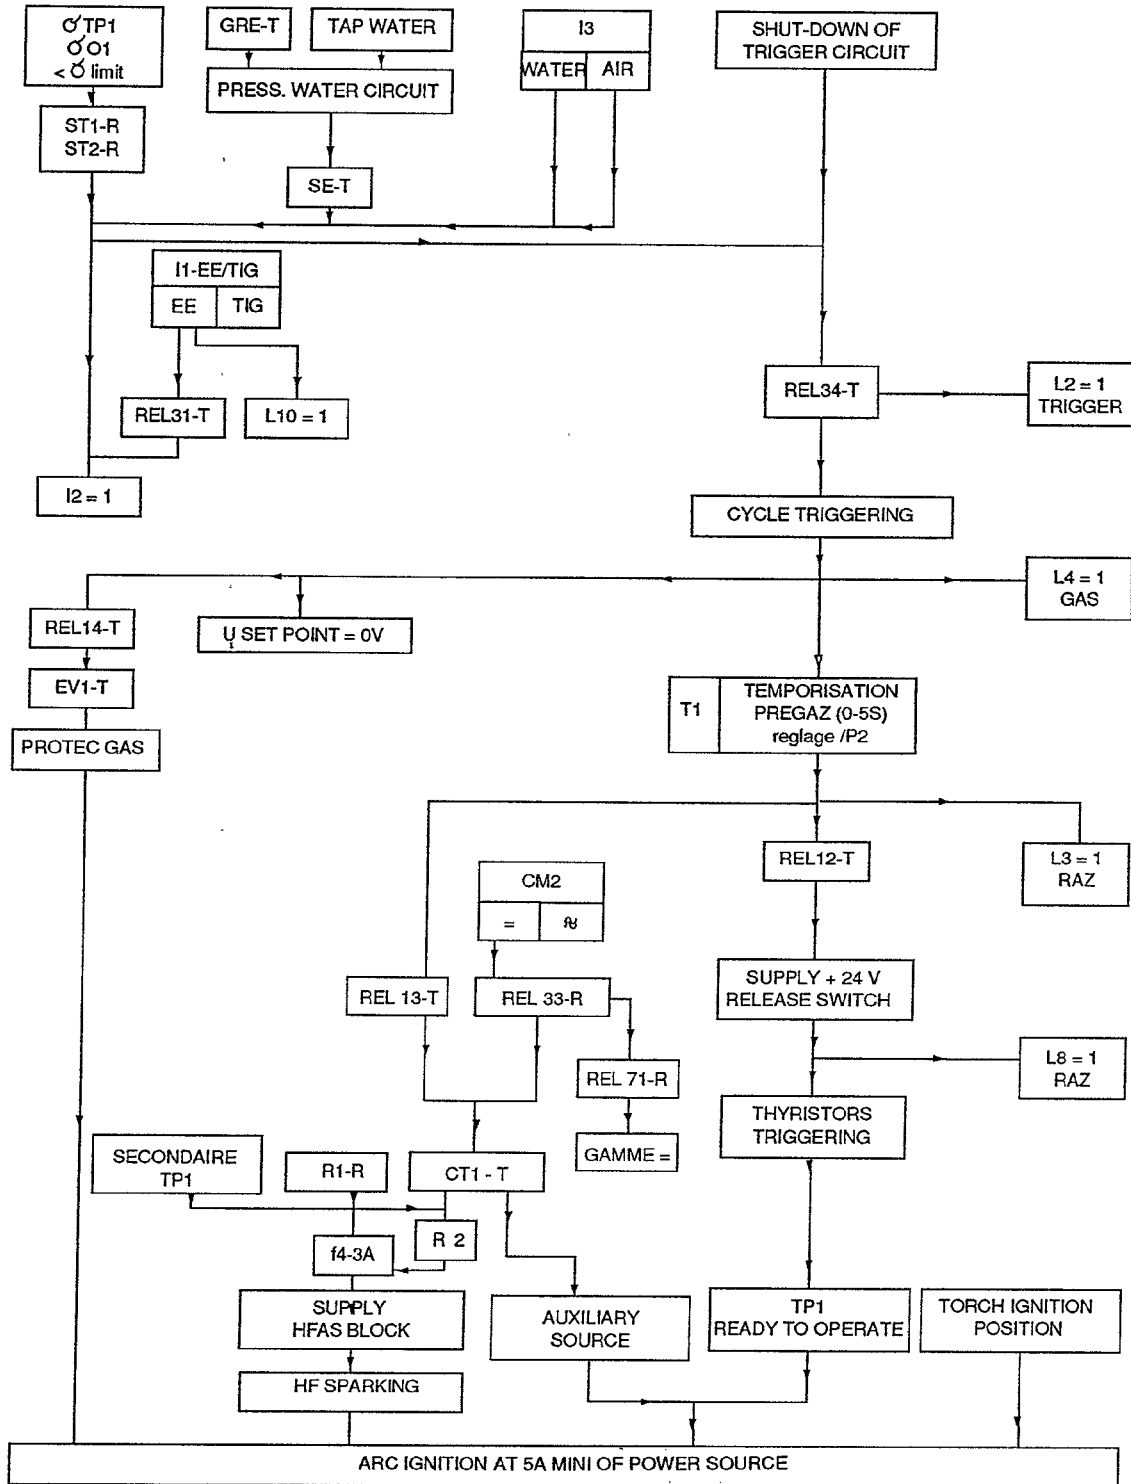 TP1
O1
< limit
GRE-T
TAP WATER
I3
WATER
AIR
SHUT-DOWN OF
TRIGGER CIRCUIT
PRESS. WATER CIRCUIT
ST1-R
ST2-R
SE-T
I1-EE/TIG
EE
TIG
REL31-T
L10 = 1
REL34-T
L2 = 1
TRIGGER
I2 = 1
CYCLE TRIGGERING
L4 = 1
GAS
REL14-T
U SET POINT = 0V
EV1-T
T1
TEMPORISATION
PREGAZ (0-5S)
reglage /P2
PROTEC GAS
REL12-T
L3 = 1
RAZ
CM2
=
REL 13-T
REL 33-R
SUPPLY + 24 V
RELEASE SWITCH
L8 = 1
RAZ
REL 71-R
THYRISTORS
TRIGGERING
GAMME =
SECONDAIRE
TP1
R1-R
CT1 - T
R 2
f4-3A
SUPPLY
HFAS BLOCK
AUXILIARY
SOURCE
TP1
READY TO OPERATE
TORCH IGNITION
POSITION
HF SPARKING
ARC IGNITION AT 5A MINI OF POWER SOURCE